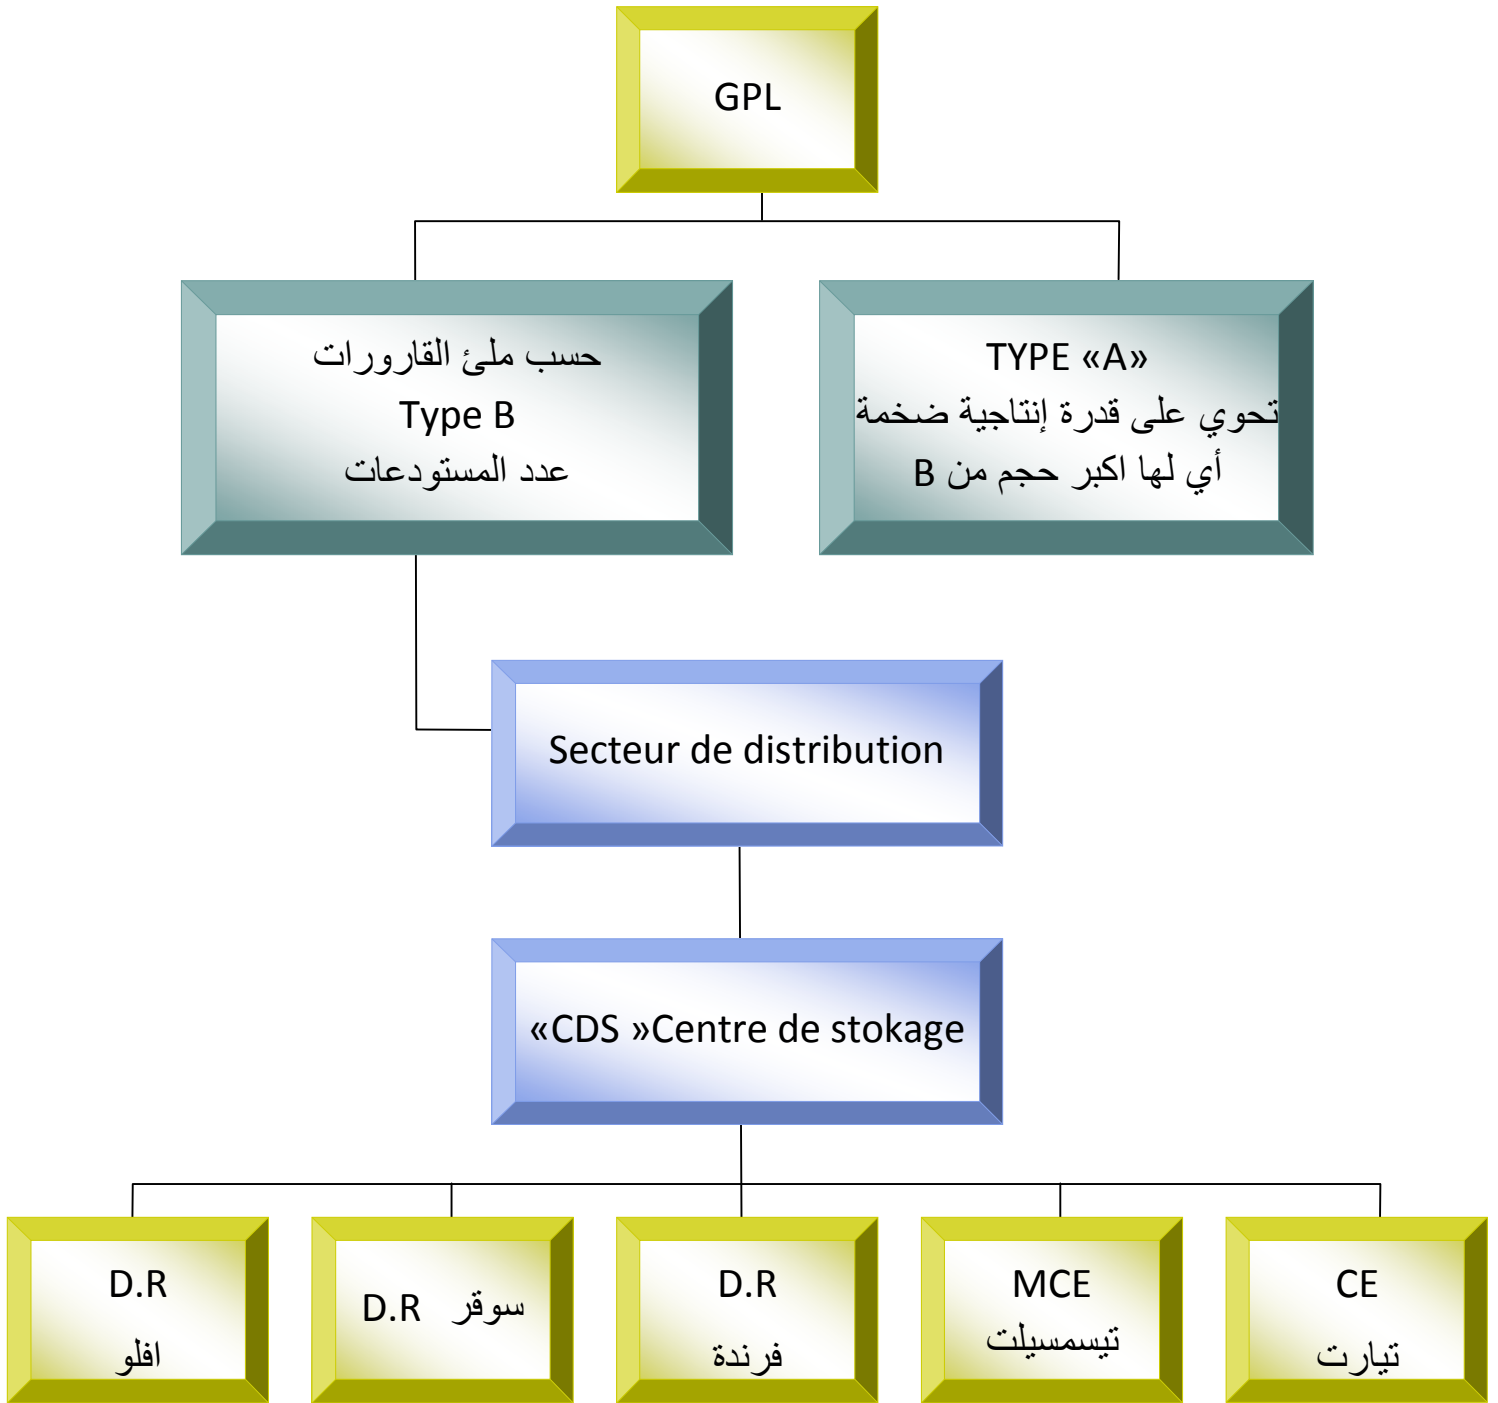 GPL
حسب ملئ القارورات
Type B
عدد المستودعات
TYPE «A»
تحوي على قدرة إنتاجية ضخمة
أي لها اكبر حجم من B
Secteur de distribution
«CDS »Centre de stokage
D.R
افلو
D.R سوقر
D.R
فرندة
MCE
تيسمسيلت
CE
تيارت